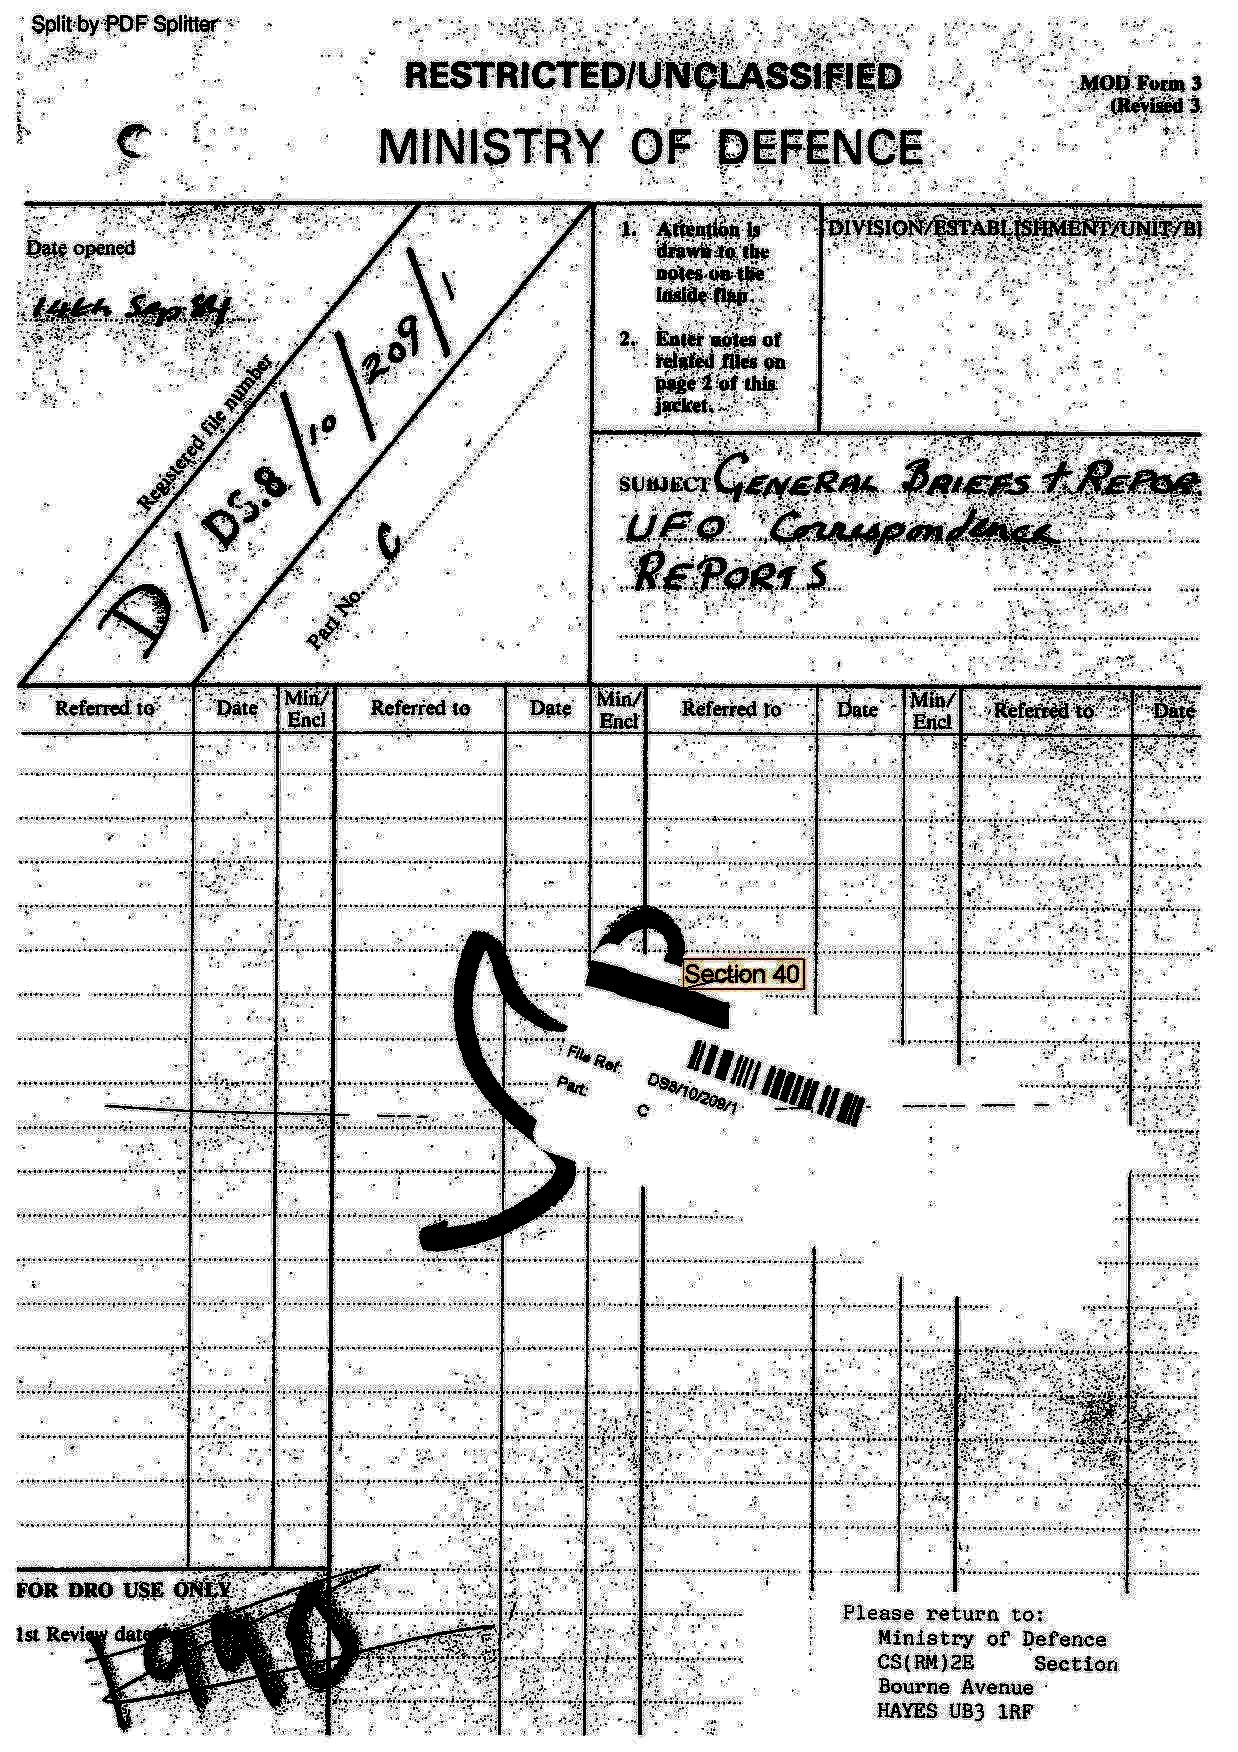 Split by PDF Splitter
RESTRICTED/UNCLASSIFIED
MOD Form 3
(Revised 3
MINISTRY OF DEFENCE
Date opened
14th Sep 84
Registered file number
D/DS.8/10/209/1
Part No. C
1. Attention is
drawn to the
notes on the
inside flap.
2. Enter notes of
related files on
page 2 of this
jacket.
DIVISION/ESTABLISHMENT/UNIT/B
SUBJECT GENERAL BRIEFS + REPOR
UFO Correspondence
REPORTS
Referred to Date Min/Encl Referred to Date Min/Encl Referred to Date Min/Encl Referred to Date
Section 40
File Ref: DS8/10/209/1
Part: C
FOR DRO USE ONLY
1st Review date
1990
Please return to:
Ministry of Defence
CS(RM)2E Section
Bourne Avenue
HAYES UB3 1RF